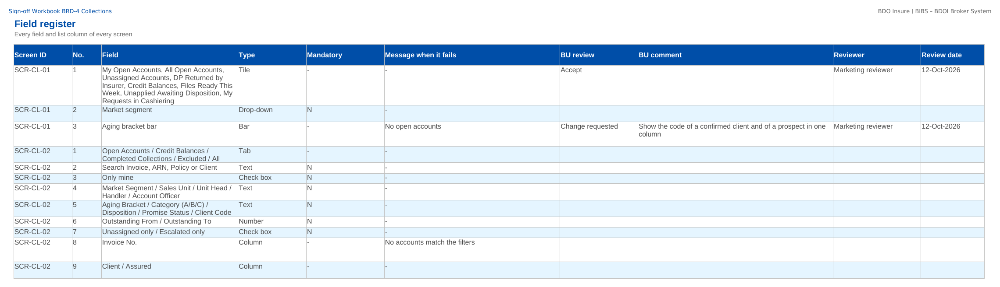 Sign-off Workbook BRD-4 Collections
BDO Insure | BIBS – BDOI Broker System
Field register
Every field and list column of every screen
Screen ID No. Field Type Mandatory Message when it fails BU review BU comment Reviewer Review date
SCR-CL-01 1 My Open Accounts, All Open Accounts, Tile - - Accept Marketing reviewer 12-Oct-2026
Unassigned Accounts, DP Returned by
Insurer, Credit Balances, Files Ready This
Week, Unapplied Awaiting Disposition, My
Requests in Cashiering
SCR-CL-01 2 Market segment Drop-down N -
SCR-CL-01 3 Aging bracket bar Bar - No open accounts Change requested Show the code of a confirmed client and of a prospect in one Marketing reviewer 12-Oct-2026
column
SCR-CL-02 1 Open Accounts / Credit Balances / Tab - -
Completed Collections / Excluded / All
SCR-CL-02 2 Search Invoice, ARN, Policy or Client Text N -
SCR-CL-02 3 Only mine Check box N -
SCR-CL-02 4 Market Segment / Sales Unit / Unit Head / Text N -
Handler / Account Officer
SCR-CL-02 5 Aging Bracket / Category (A/B/C) / Text N -
Disposition / Promise Status / Client Code
SCR-CL-02 6 Outstanding From / Outstanding To Number N -
SCR-CL-02 7 Unassigned only / Escalated only Check box N -
SCR-CL-02 8 Invoice No. Column - No accounts match the filters
SCR-CL-02 9 Client / Assured Column - -